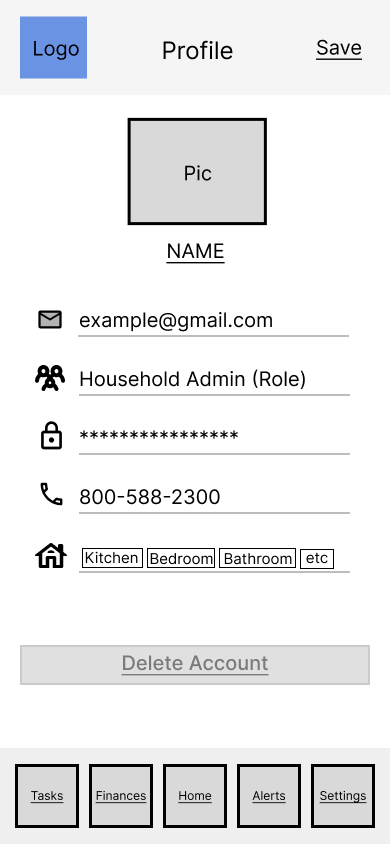 Logo Profile Save
Pic
NAME
example@gmail.com
Household Admin (Role)
****************
800-588-2300
Kitchen Bedroom Bathroom etc
Delete Account
Tasks Finances Home Alerts Settings